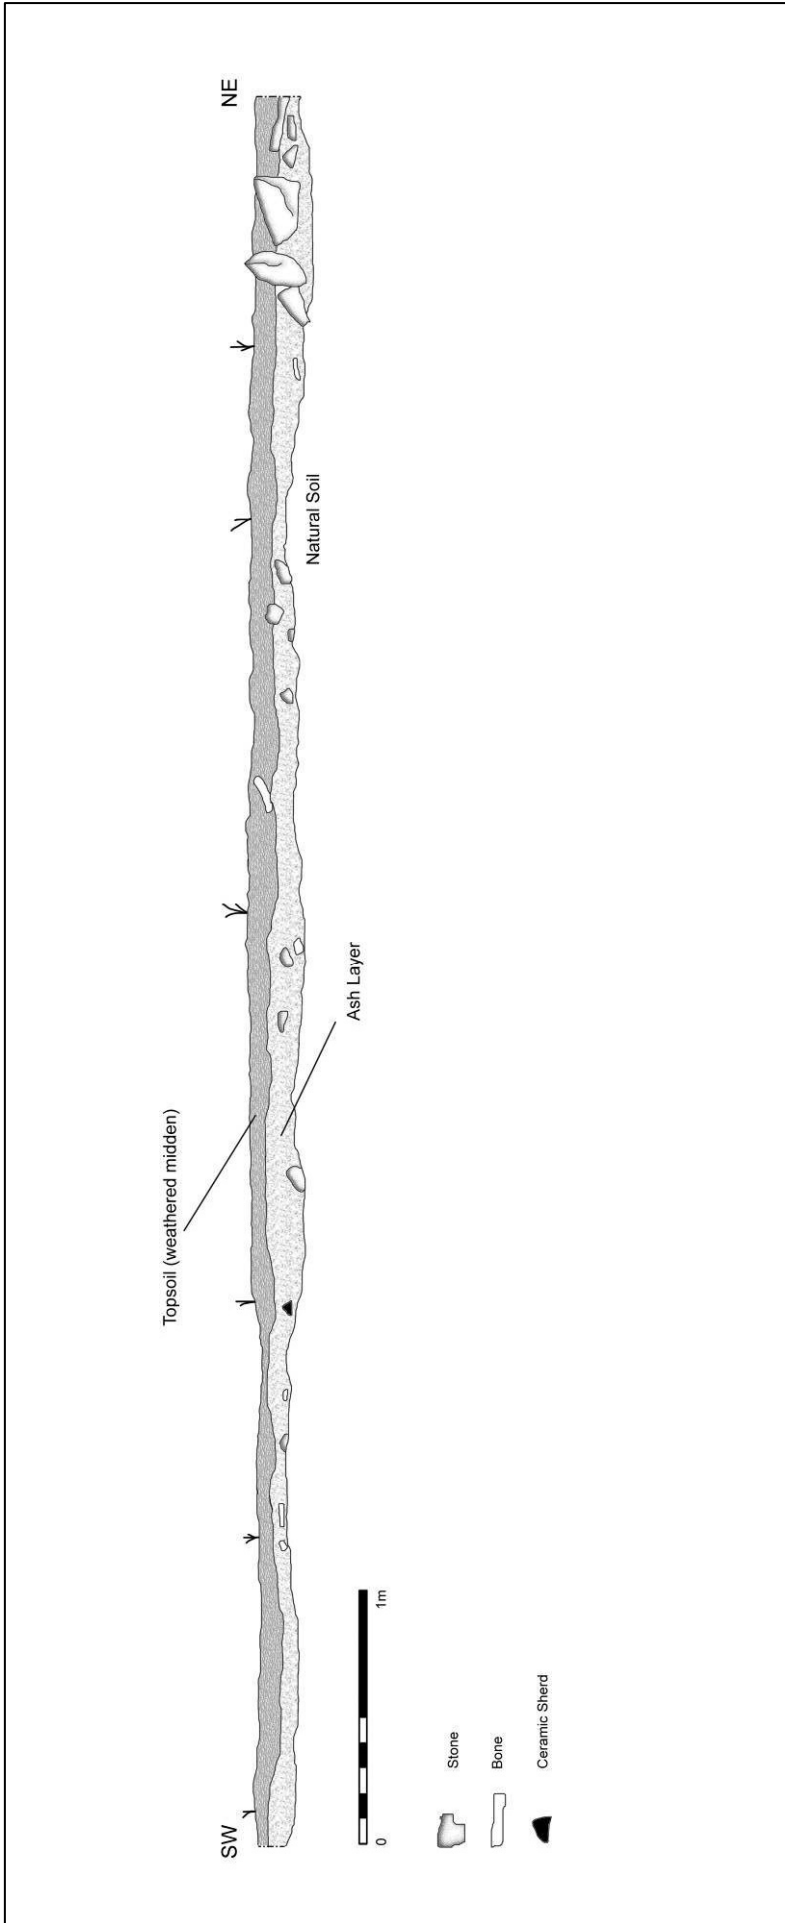 SW
NE
Topsoil (weathered midden)
Ash Layer
Natural Soil
0
1m
Stone
Bone
Ceramic Sherd